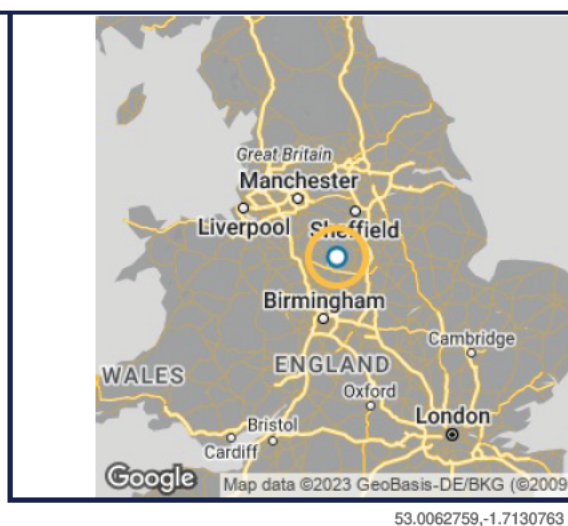 Great Britain
Manchester
Liverpool
Sheffield
Birmingham
Cambridge
WALES
ENGLAND
Oxford
London
Bristol
Cardiff
Google
Map data ©2023 GeoBasis-DE/BKG (©2009
53.0062759,-1.7130763